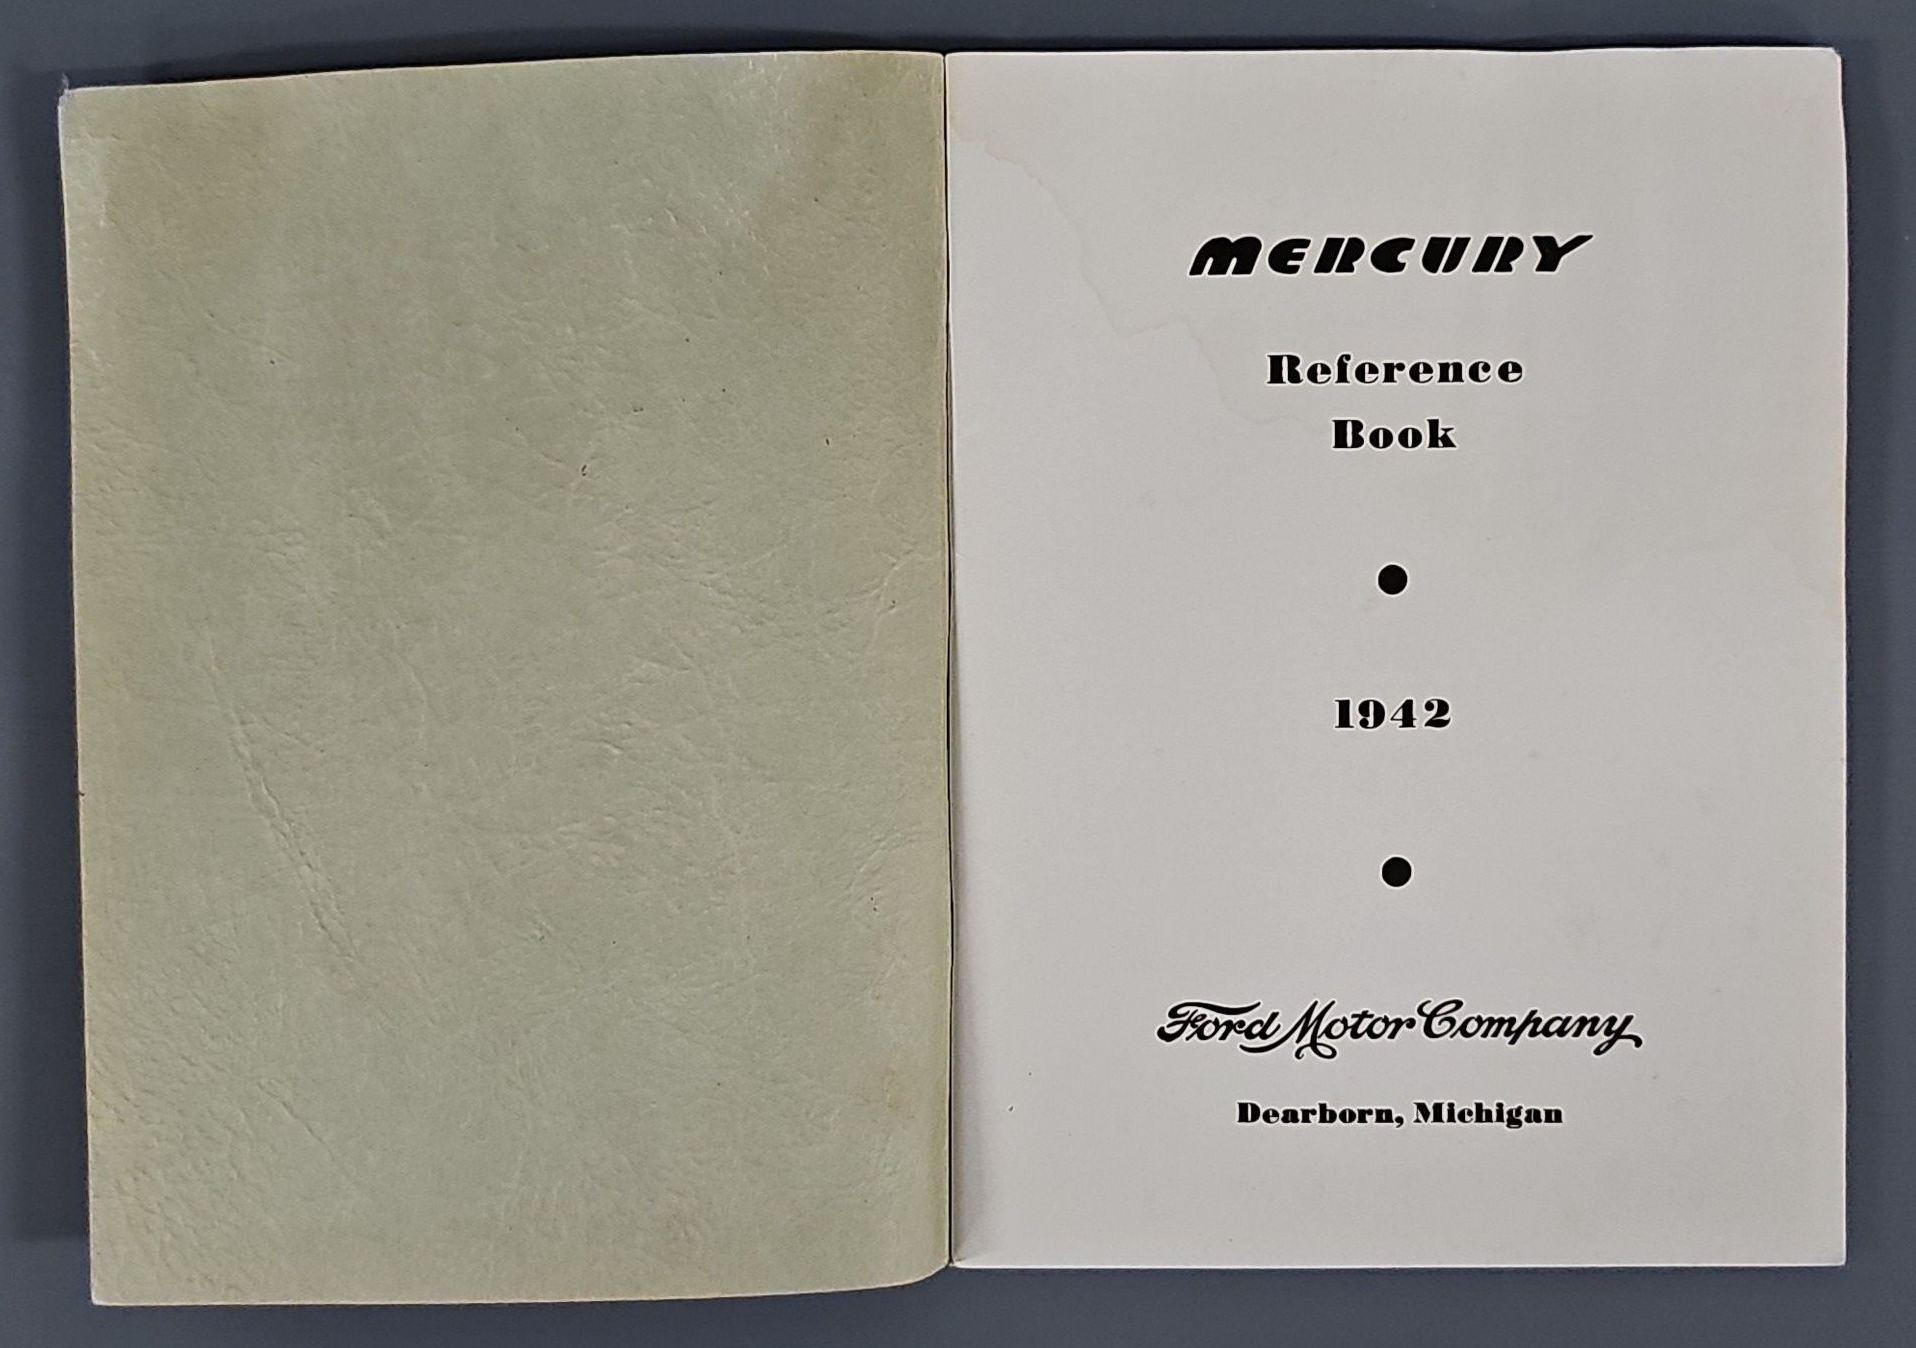 MERCURY
Reference
Book
1942
Ford Motor Company
Dearborn, Michigan